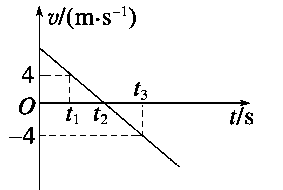 v/(m·s⁻¹)
4
t₃
O
t₁ t₂
t/s
−4